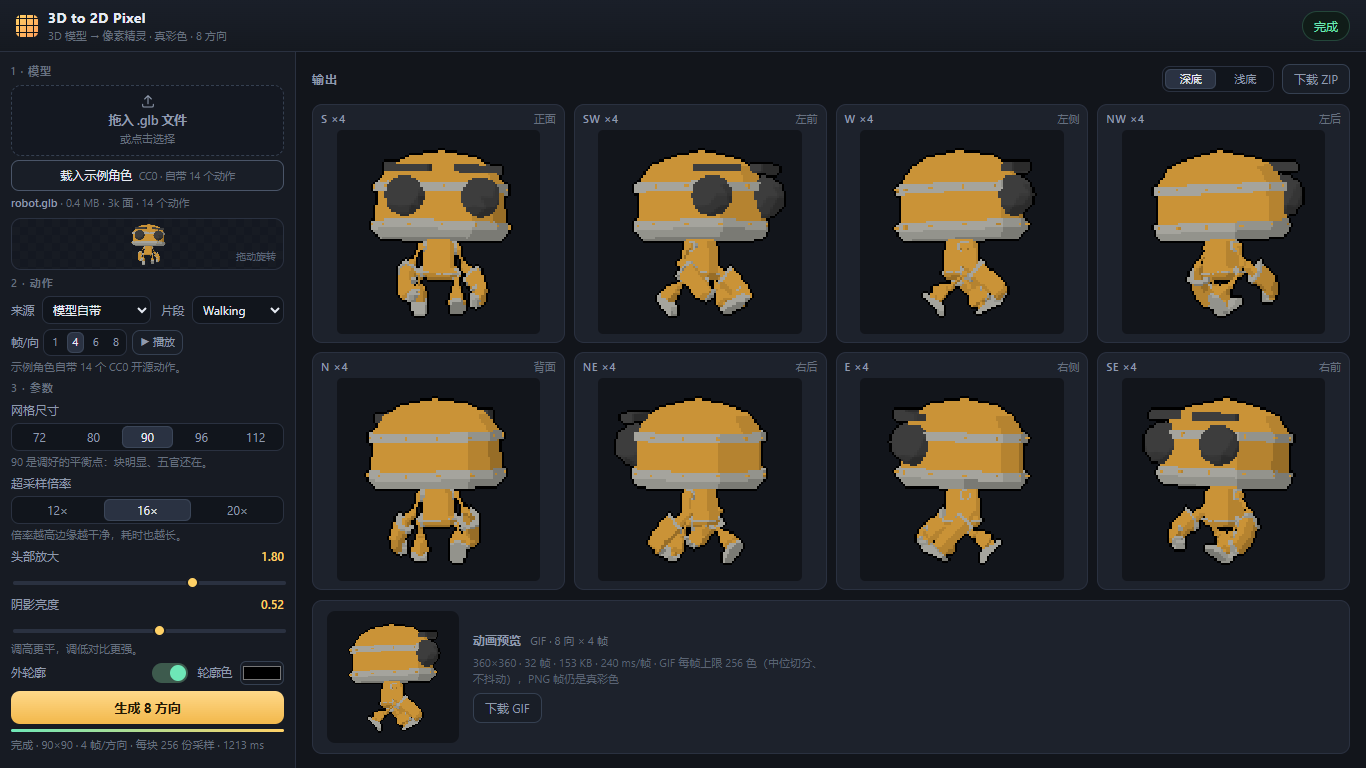 3D to 2D Pixel
3D 模型 → 像素精灵 · 真彩色 · 8 方向
完成
1 · 模型
拖入 .glb 文件
或点击选择
载入示例角色 CC0 · 自带 14 个动作
robot.glb · 0.4 MB · 3k 面 · 14 个动作
拖动旋转
2 · 动作
来源 模型自带 片段 Walking
帧/向 1 4 6 8 ▶ 播放
示例角色自带 14 个 CC0 开源动作。
3 · 参数
网格尺寸
72 80 90 96 112
90 是调好的平衡点：块明显、五官还在。
超采样倍率
12× 16× 20×
倍率越高边缘越干净，耗时也越长。
头部放大 1.80
阴影亮度 0.52
调高更平，调低对比更强。
外轮廓 轮廓色
生成 8 方向
完成 · 90×90 · 4 帧/方向 · 每块 256 份采样 · 1213 ms
输出
深底 浅底 下载 ZIP
S ×4 正面
SW ×4 左前
W ×4 左侧
NW ×4 左后
N ×4 背面
NE ×4 右后
E ×4 右侧
SE ×4 右前
动画预览 GIF · 8 向 × 4 帧
360×360 · 32 帧 · 153 KB · 240 ms/帧 · GIF 每帧上限 256 色（中位切分、
不抖动），PNG 帧仍是真彩色
下载 GIF